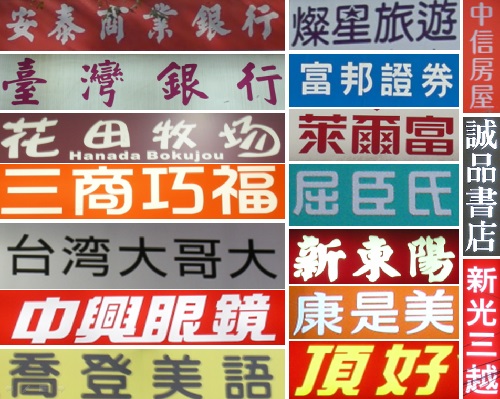 安泰商業銀行
臺灣銀行
花田牧场
Hanada Bokujou
三商巧福
台湾大哥大
中興眼鏡
喬登美語
燦星旅遊
富邦證券
萊爾富
屈臣氏
新東陽
康是美
頂好
中信房屋
誠品書店
新光三越